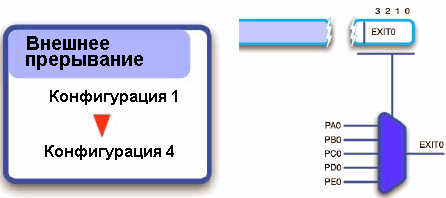 Внешнее
прерывание
Конфигурация 1
Конфигурация 4
3 2 1 0
EXIT0
PA0
PB0
PC0
PD0
PE0
EXIT0